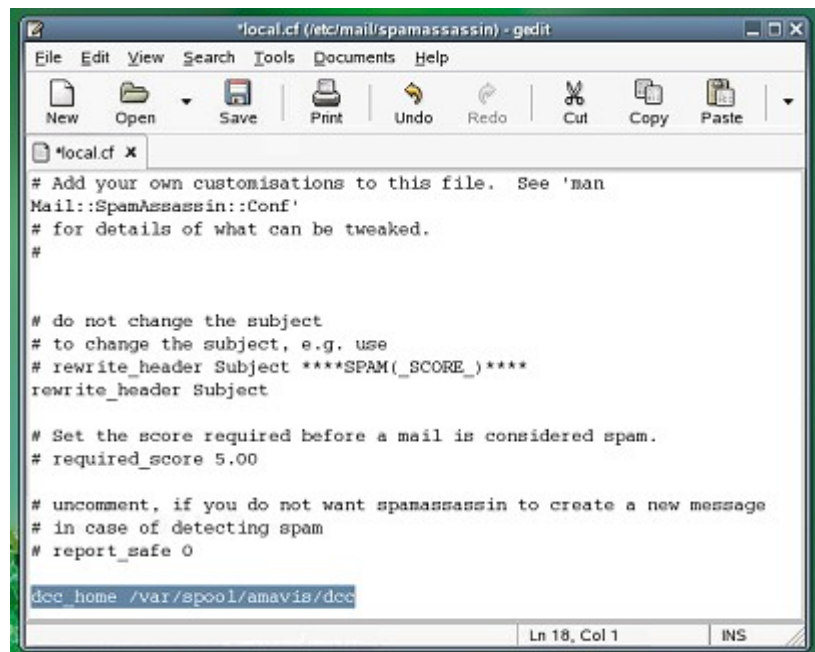 *local.cf (/etc/mail/spamassassin) - gedit
File Edit View Search Tools Documents Help
New Open Save Print Undo Redo Cut Copy Paste
*local.cf
# Add your own customisations to this file. See 'man
Mail::SpamAssassin::Conf'
# for details of what can be tweaked.
#
# do not change the subject
# to change the subject, e.g. use
# rewrite_header Subject ****SPAM(_SCORE_)****
rewrite_header Subject
# Set the score required before a mail is considered spam.
# required_score 5.00
# uncomment, if you do not want spamassassin to create a new message
# in case of detecting spam
# report_safe 0
dcc_home /var/spool/amavis/dcc
Ln 18, Col 1 INS